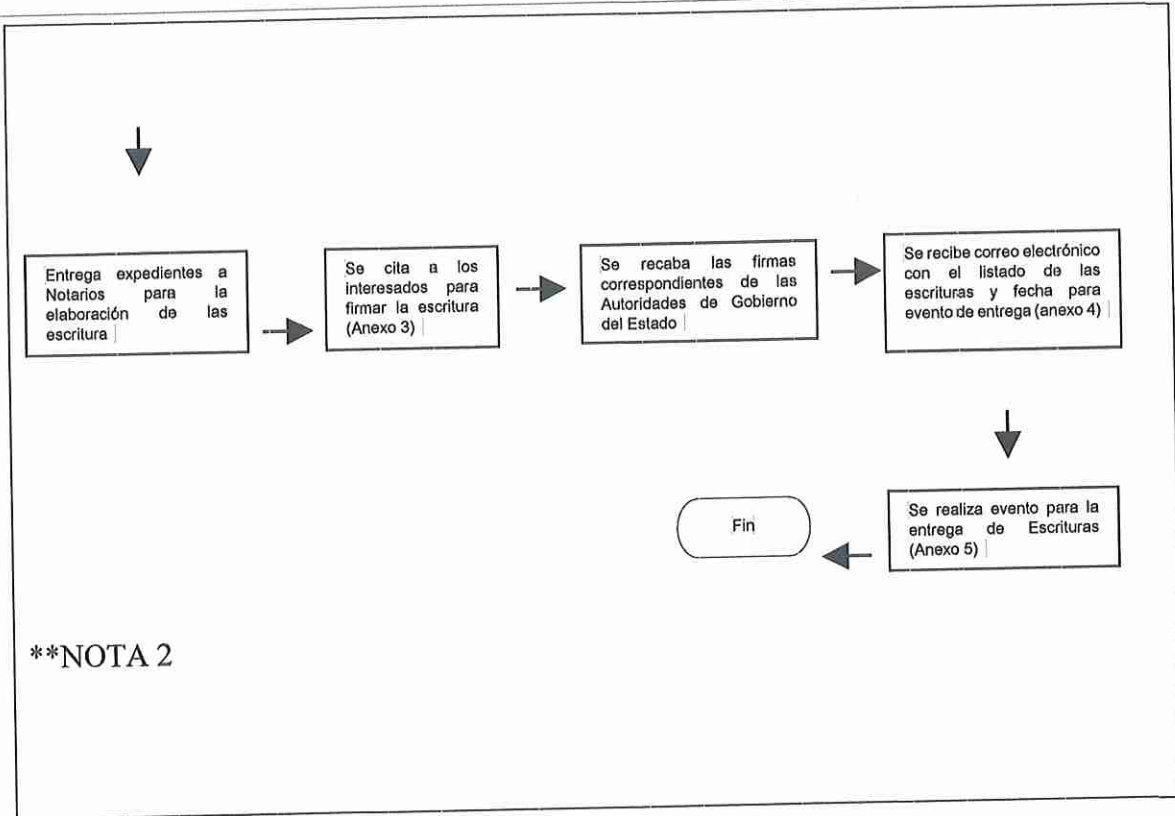 Entrega expedientes a
Notarios para la
elaboración de las
escritura
Se cita a los
interesados para
firmar la escritura
(Anexo 3)
Se recaba las firmas
correspondientes de las
Autoridades de Gobierno
del Estado
Se recibe correo electrónico
con el listado de las
escrituras y fecha para
evento de entrega (anexo 4)
Se realiza evento para la
entrega de Escrituras
(Anexo 5)
Fin
**NOTA 2